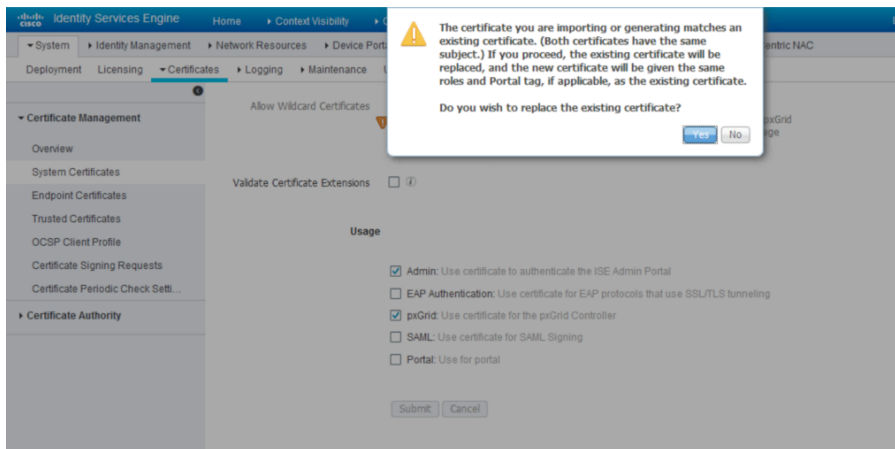 cisco Identity Services Engine
Home
Context Visibility
System
Identity Management
Network Resources
Device Port
entric NAC
Deployment
Licensing
Certificates
Logging
Maintenance
The certificate you are importing or generating matches an
existing certificate. (Both certificates have the same
subject.) If you proceed, the existing certificate will be
replaced, and the new certificate will be given the same
roles and Portal tag, if applicable, as the existing certificate.
Do you wish to replace the existing certificate?
Yes
No
Certificate Management
Overview
System Certificates
Endpoint Certificates
Trusted Certificates
OCSP Client Profile
Certificate Signing Requests
Certificate Periodic Check Setti...
Certificate Authority
Allow Wildcard Certificates
pxGrid
Validate Certificate Extensions
Usage
Admin: Use certificate to authenticate the ISE Admin Portal
EAP Authentication: Use certificate for EAP protocols that use SSL/TLS tunneling
pxGrid: Use certificate for the pxGrid Controller
SAML: Use certificate for SAML Signing
Portal: Use for portal
Submit
Cancel